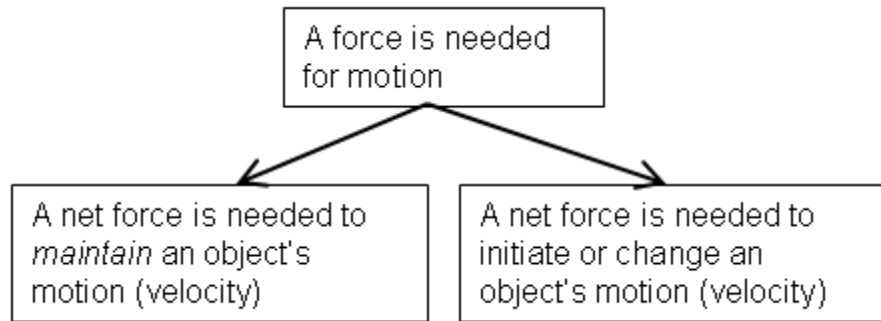 A force is needed
for motion
A net force is needed to
maintain an object's
motion (velocity)
A net force is needed to
initiate or change an
object's motion (velocity)